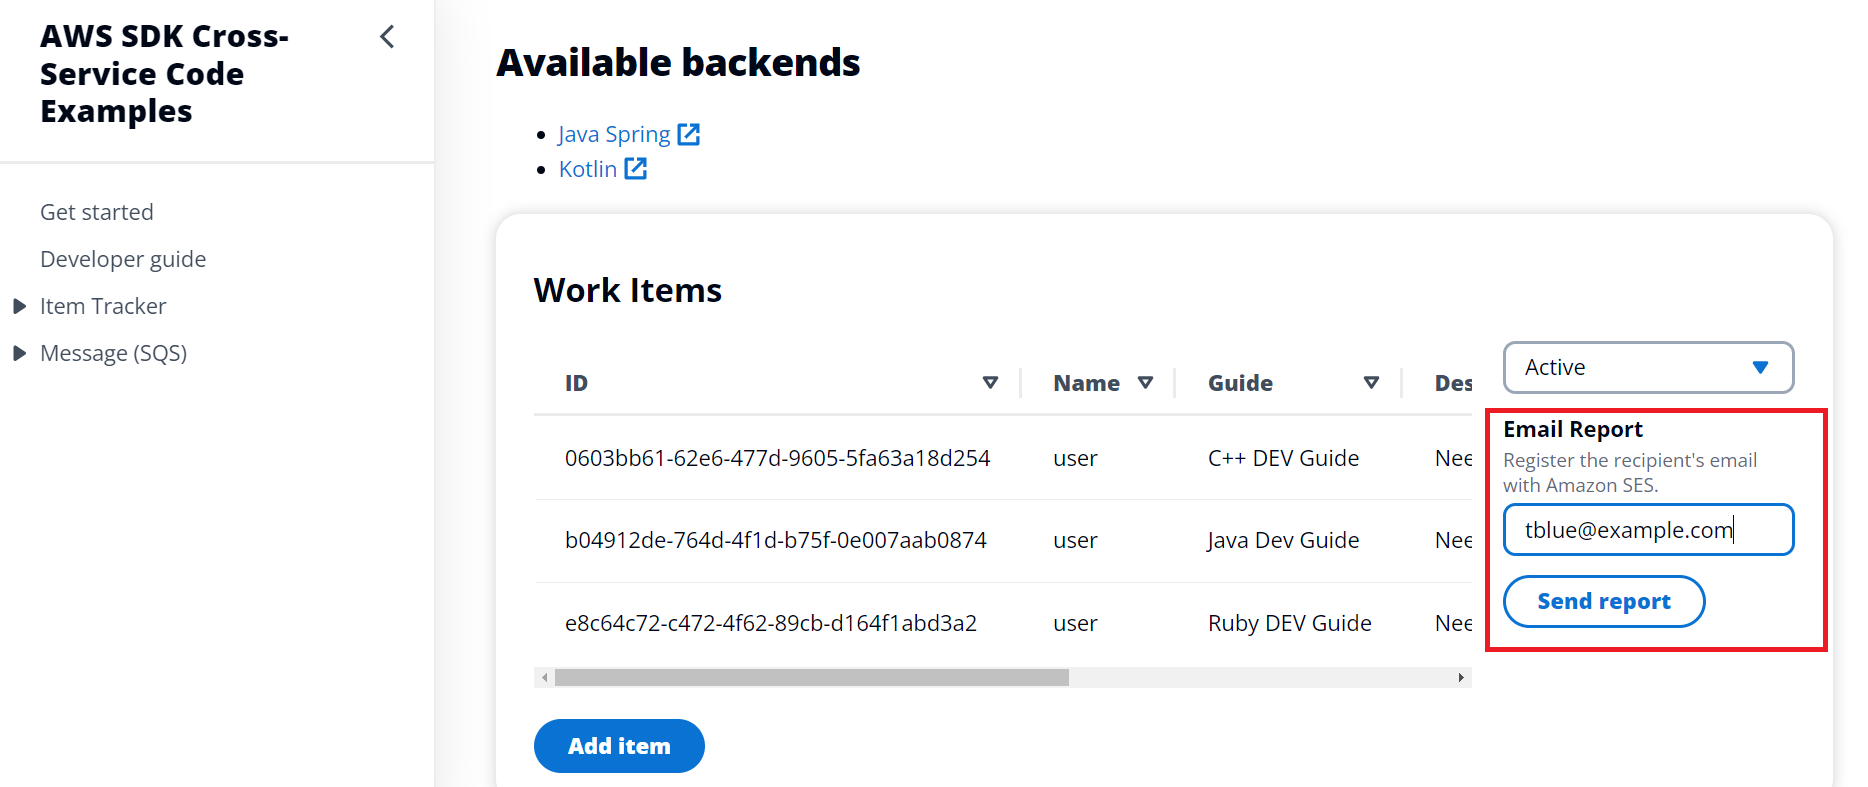 AWS SDK Cross-
Service Code
Examples
Get started
Developer guide
Item Tracker
Message (SQS)
Available backends
Java Spring
Kotlin
Work Items
ID Name Guide Des
0603bb61-62e6-477d-9605-5fa63a18d254 user C++ DEV Guide Nee
b04912de-764d-4f1d-b75f-0e007aab0874 user Java Dev Guide Nee
e8c64c72-c472-4f62-89cb-d164f1abd3a2 user Ruby DEV Guide Nee
Active
Email Report
Register the recipient's email
with Amazon SES.
tblue@example.com
Send report
Add item